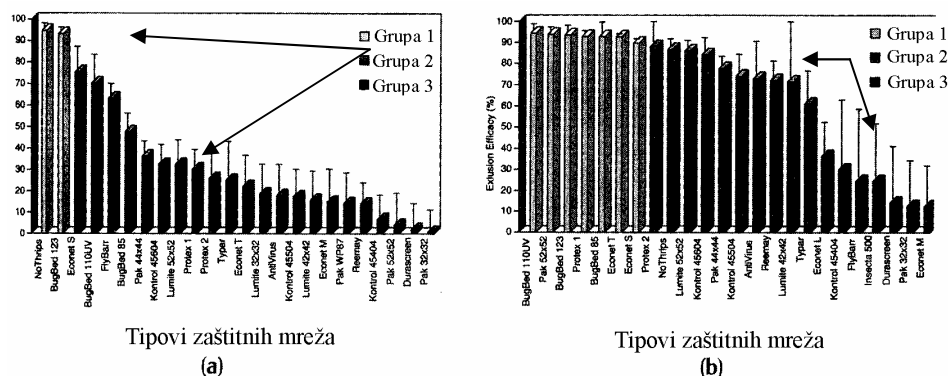 (a)
(b)
100
90
80
70
60
50
40
30
20
10
0
Grupa 1
Grupa 2
Grupa 3
NoThrips
BugBed 123
Econet S
BugBed 110UV
FlyBarr
BugBed 85
Pak 44x44
Kontrol 45604
Lumite 52x52
Protex 1
Protex 2
Typar
Econet T
Lumite 32x32
AntiVirus
Kontrol 45504
Lumite 42x42
Econet M
Pak WP87
Reemay
Kontrol 45404
Pak 52x52
Durascreen
Pak 32x32
Tipovi zaštitnih mreža
(a)
Exlusion Efficacy (%)
100
90
80
70
60
50
40
30
20
10
0
Grupa 1
Grupa 2
Grupa 3
BugBed 110UV
Pak 52x52
BugBed 123
Protex 1
BugBed 85
Econet T
Econet S
Protex 2
NoThrips
Lumite 52x52
Kontrol 45604
Pak 44x44
Kontrol 45504
AntiVirus
Reemay
Lumite 42x42
Typar
Econet L
Kontrol 45404
FlyBarr
Insecta 500
Durascreen
Pak 32x32
Econet M
Tipovi zaštitnih mreža
(b)